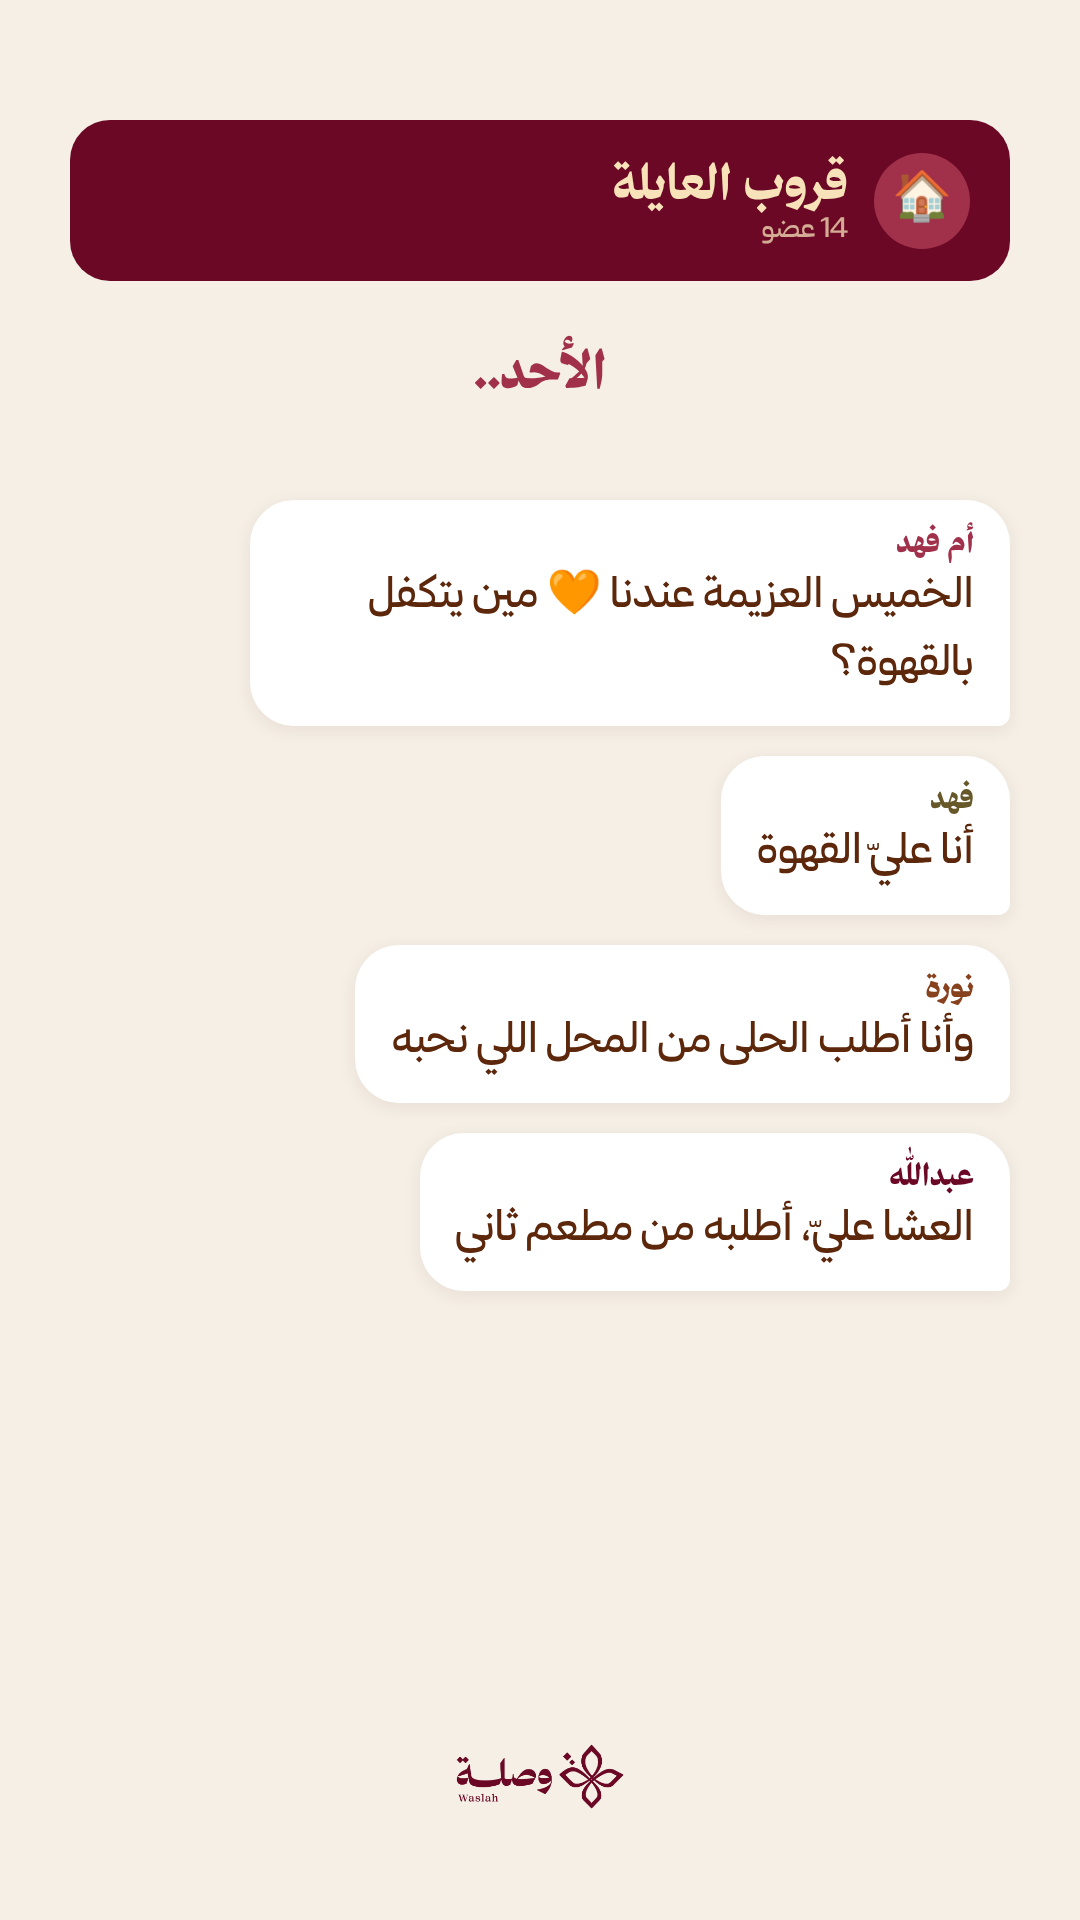 قروب العايلة
14 عضو
الأحد..
أم فهد
الخميس العزيمة عندنا 🧡 مين يتكفل
بالقهوة؟
فهد
أنا عليّ القهوة
نورة
وأنا أطلب الحلى من المحل اللي نحبه
عبدالله
العشا عليّ، أطلبه من مطعم ثاني
وصلـة
Waslah